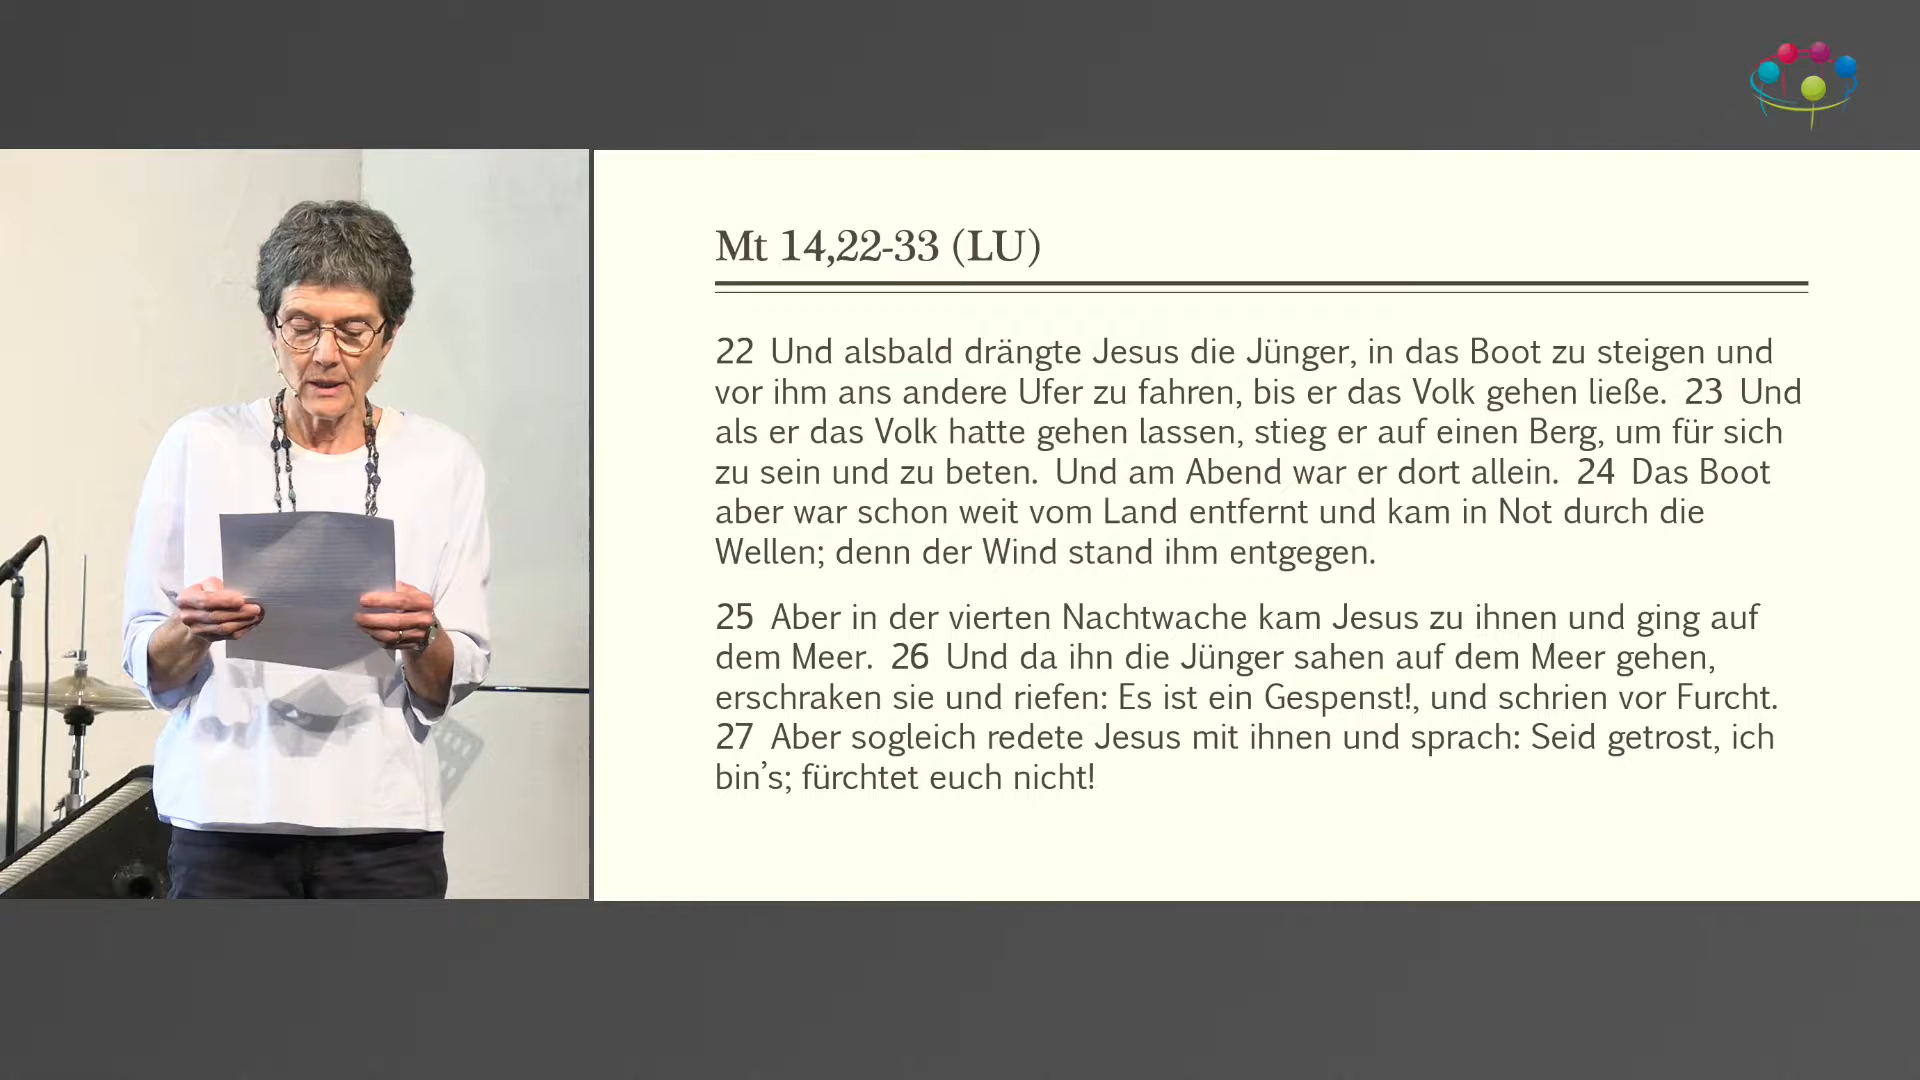 Mt 14,22-33 (LU)
22 Und alsbald drängte Jesus die Jünger, in das Boot zu steigen und
vor ihm ans andere Ufer zu fahren, bis er das Volk gehen ließe. 23 Und
als er das Volk hatte gehen lassen, stieg er auf einen Berg, um für sich
zu sein und zu beten. Und am Abend war er dort allein. 24 Das Boot
aber war schon weit vom Land entfernt und kam in Not durch die
Wellen; denn der Wind stand ihm entgegen.
25 Aber in der vierten Nachtwache kam Jesus zu ihnen und ging auf
dem Meer. 26 Und da ihn die Jünger sahen auf dem Meer gehen,
erschraken sie und riefen: Es ist ein Gespenst!, und schrien vor Furcht.
27 Aber sogleich redete Jesus mit ihnen und sprach: Seid getrost, ich
bin’s; fürchtet euch nicht!